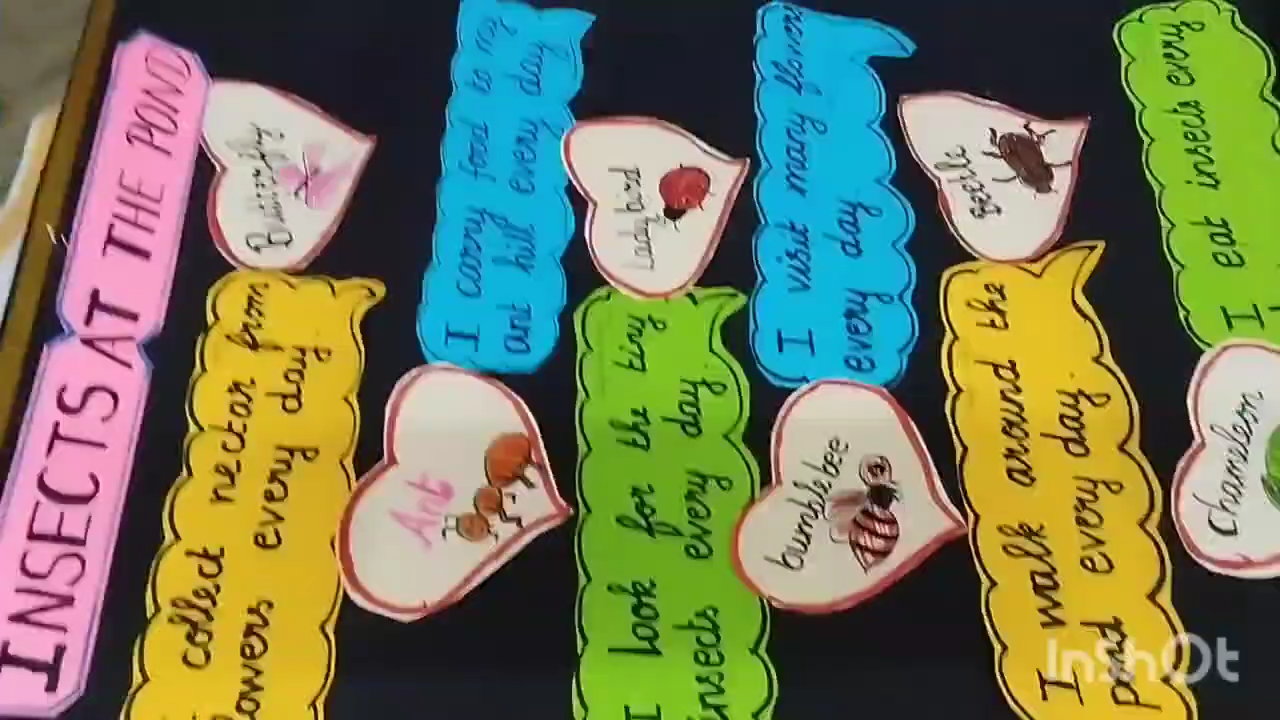 INSECTS AT THE POND
Butterfly
collect nectar from
every day
I carry food to my
ant hill every day
Ant
Ladybird
I Look for the tiny
insects every day.
I visit many flowers
every day.
bumblebee
Beetle
I walk around the
pond every day.
I eat insects every
Chameleon
InShOt